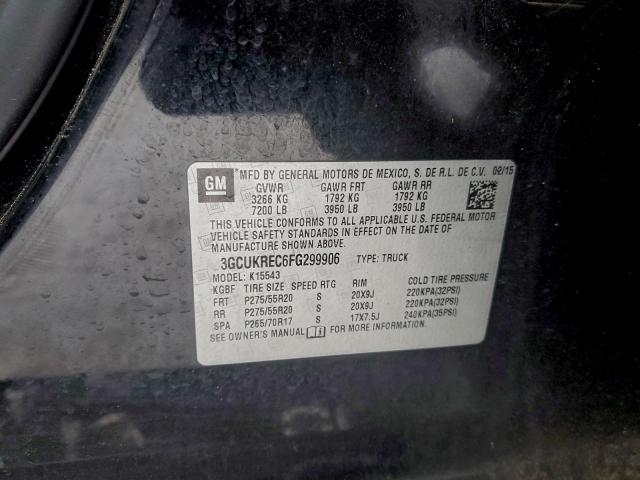 GM
MFD BY GENERAL MOTORS DE MEXICO, S. DE R.L. DE C.V. 02/15
GVWR GAWR FRT GAWR RR
3266 KG 1792 KG 1792 KG
7200 LB 3950 LB 3950 LB
THIS VEHICLE CONFORMS TO ALL APPLICABLE U.S. FEDERAL MOTOR
VEHICLE SAFETY STANDARDS IN EFFECT ON THE DATE OF
MANUFACTURE SHOWN ABOVE.
3GCUKREC6FG299906 TYPE: TRUCK
MODEL: K15543
KGBF TIRE SIZE SPEED RTG RIM COLD TIRE PRESSURE
FRT P275/55R20 S 20X9J 220KPA(32PSI)
RR P275/55R20 S 20X9J 220KPA(32PSI)
SPA P265/70R17 S 17X7.5J 240KPA(35PSI)
SEE OWNER'S MANUAL FOR MORE INFORMATION.